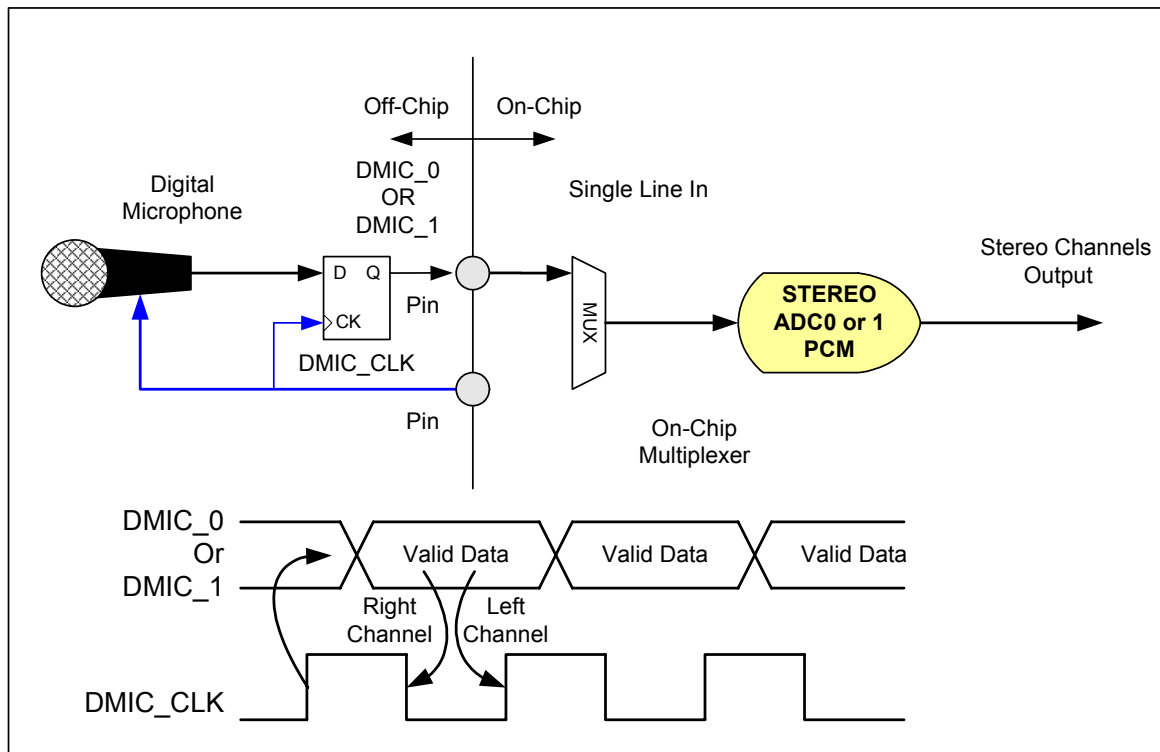 Off-Chip
On-Chip
DMIC_0
OR
DMIC_1
Digital
Microphone
Single Line In
Stereo Channels
Output
D Q
CK
Pin
MUX
STEREO
ADC0 or 1
PCM
DMIC_CLK
Pin
On-Chip
Multiplexer
DMIC_0
Or
DMIC_1
Valid Data
Valid Data
Valid Data
Right
Channel
Left
Channel
DMIC_CLK